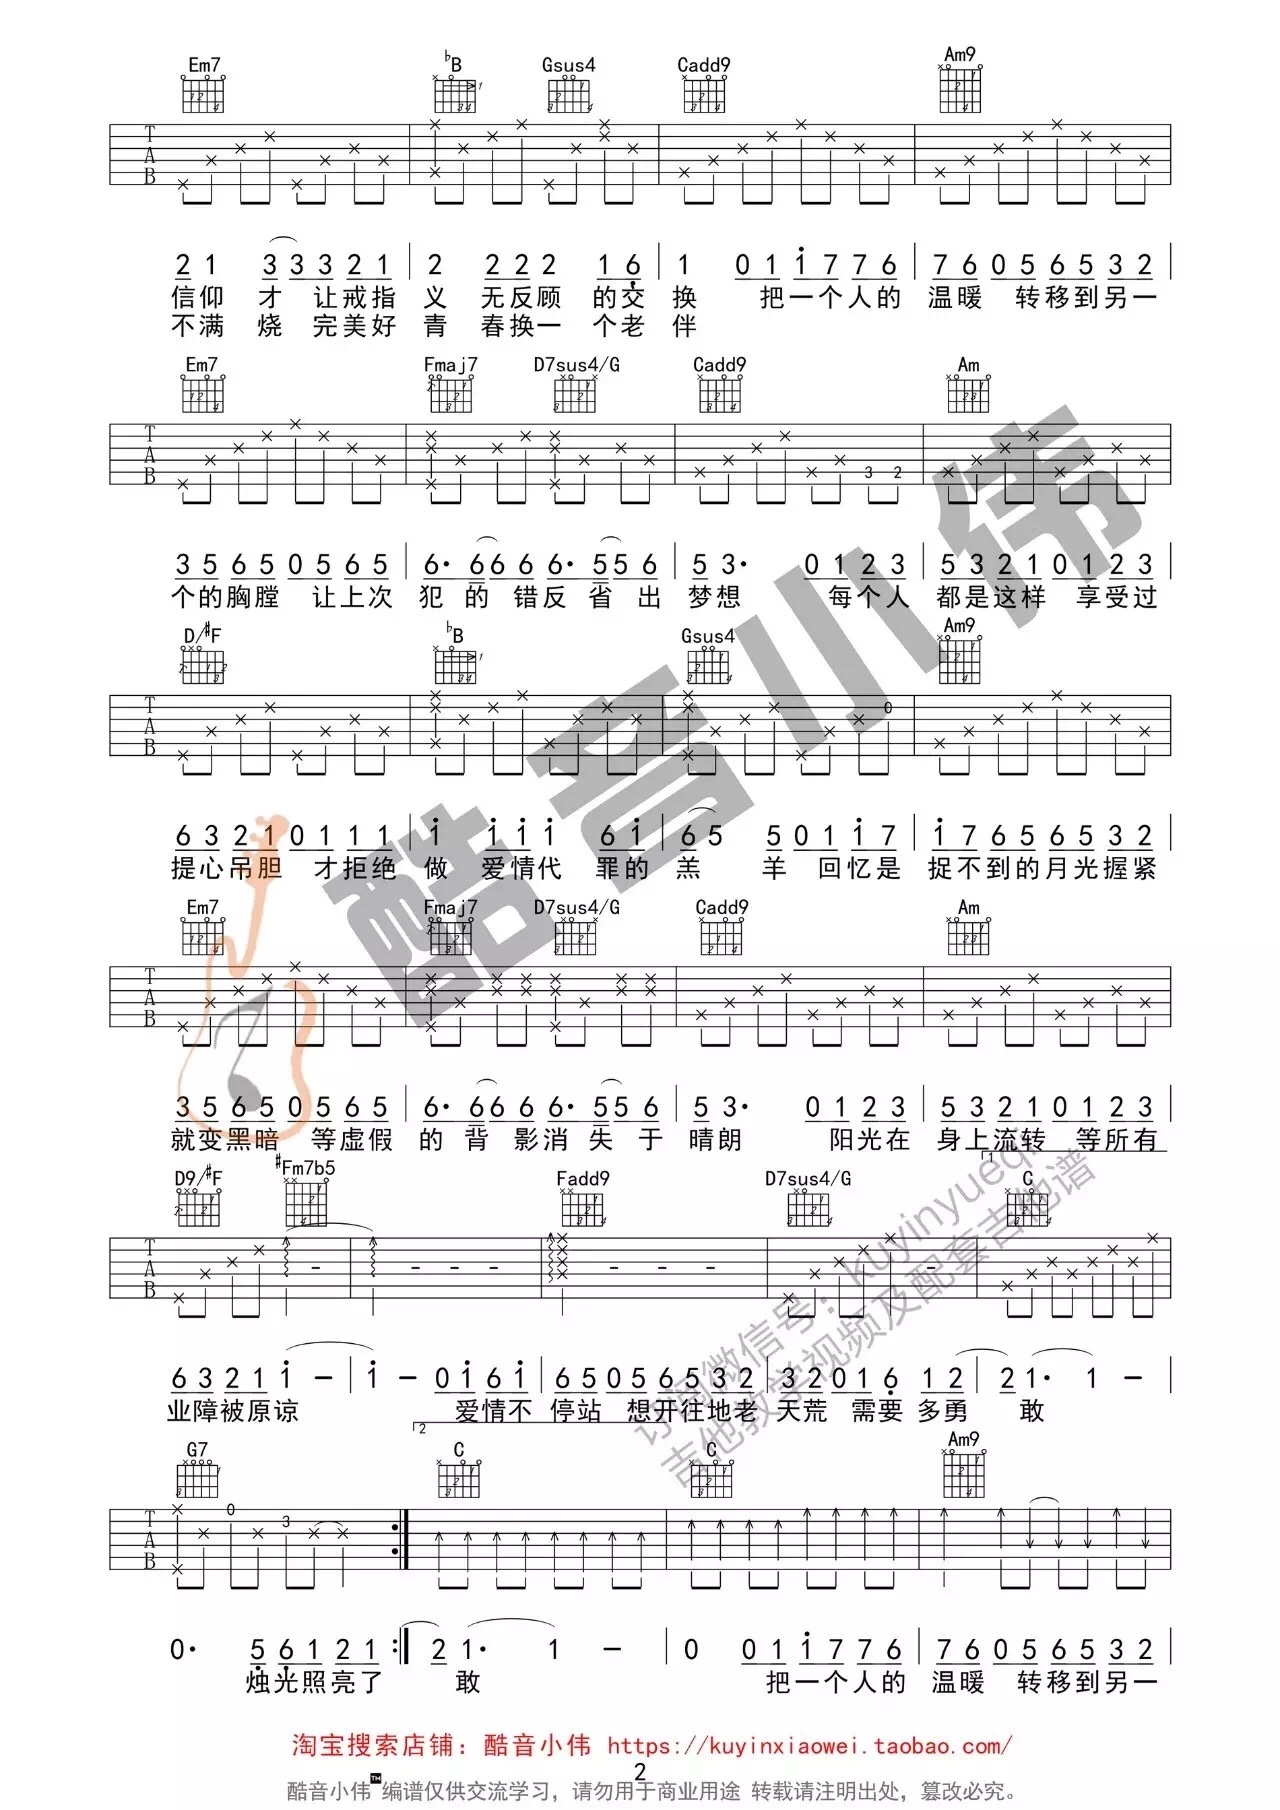 Em7 ♭B Gsus4 Cadd9 Am9
2 1 3 3 3 2 1 | 2 2 2 2 1 6 | 1 0 1 i 7 7 6 | 7 6 0 5 6 5 3 2
信仰 才 让戒指 义 无反顾 的交 换 把一个人的 温暖 转移到另一
不满 烧 完美好 青 春换一 个老 伴
Em7 Fmaj7 D7sus4/G Cadd9 Am
3 2
3 5 6 5 0 5 6 5 | 6· 6 6 6· 5 5 6 | 5 3· 0 1 2 3 | 5 3 2 1 0 1 2 3
个的胸膛 让上次 犯 的 错反 省 出 梦想 每个人 都是这样 享受过
D/♯F ♭B Gsus4 Am9
0
6 3 2 1 0 1 1 1 | i i i i 6 i | 6 5 5 0 1 i 7 | i 7 6 5 6 5 3 2
提心吊胆 才拒绝 做 爱情代 罪的 羔 羊 回忆是 捉不到的月光握紧
Em7 Fmaj7 D7sus4/G Cadd9 Am
3 5 6 5 0 5 6 5 | 6· 6 6 6· 5 5 6 | 5 3· 0 1 2 3 | 5 3 2 1 0 1 2 3
就变黑暗 等虚假 的 背 影消 失 于 晴朗 阳光在 身上流转 等所有
D9/♯F ♯Fm7b5 Fadd9 D7sus4/G 1 C
6 3 2 1 i – | i – 0 i 6 i | 6 5 0 5 6 5 3 2 | 3 2 0 1 6 1 2 | 2 1· 1 –
业障被原谅 爱情不 停站 想开往地老 天荒 需要 多勇 敢
G7 2 C C Am9
0 3
0· 5 6 1 2 1 :| 2 1· 1 – | 0 0 1 i 7 7 6 | 7 6 0 5 6 5 3 2
烛光照亮了 敢 把一个人的 温暖 转移到另一
酷音小伟
订阅微信号：kuyinyueqi
吉他教学视频及配套吉他谱
淘宝搜索店铺：酷音小伟 https://kuyinxiaowei.taobao.com/
2
酷音小伟TM编谱仅供交流学习，请勿用于商业用途 转载请注明出处，篡改必究。